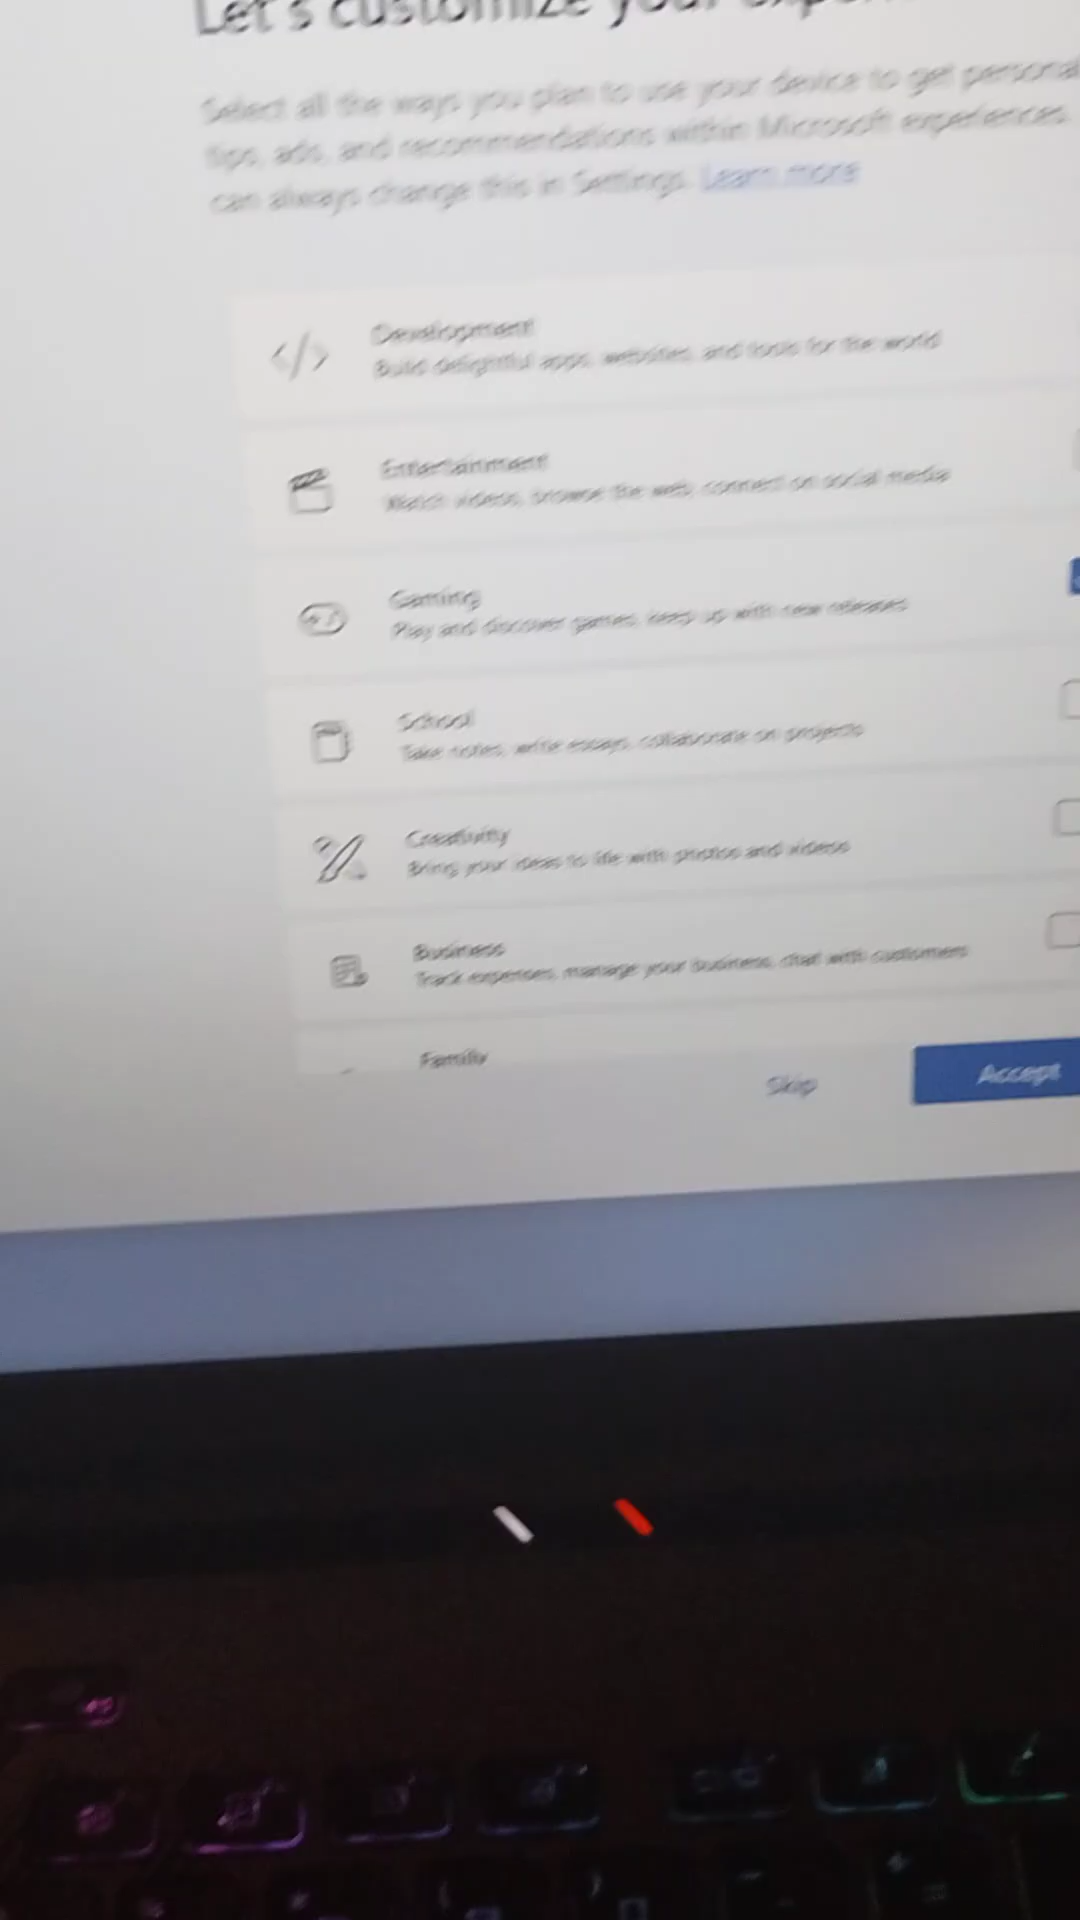 Let's customize your
Select all the ways you plan to use your device to get personal
tips, ads, and recommendations within Microsoft experiences.
can always change this in Settings. Learn more
Development
Build delightful apps, websites, and tools for the world
Entertainment
Watch videos, browse the web, connect on social media
Gaming
Play and discover games, keep up with new releases
School
Take notes, write essays, collaborate on projects
Creativity
Bring your ideas to life with photos and videos
Business
Track expenses, manage your business, chat with customers
Family
Skip
Accept